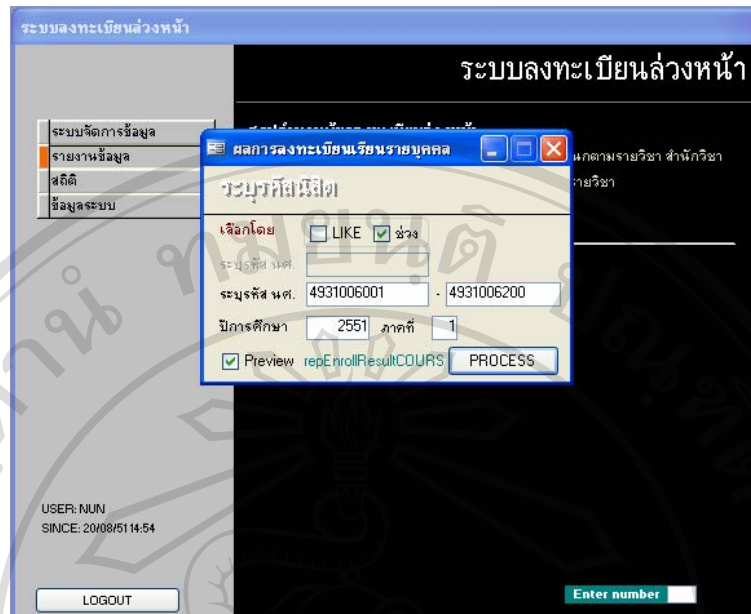 ระบบลงทะเบียนล่วงหน้า
ระบบลงทะเบียนล่วงหน้า
ระบบจัดการข้อมูล
รายงานข้อมูล
สถิติ
ข้อมูลระบบ
ผลการลงทะเบียนเรียนรายบุคคล
นกตามรายวิชา สำนักวิชา
รายวิชา
ระบุรหัสนิสิต
เลือกโดย LIKE ช่วง
ระบุรหัส นศ.
ระบุรหัส นศ. 4931006001 - 4931006200
ปีการศึกษา 2551 ภาคที่ 1
Preview repEnrollResultCOURS PROCESS
USER: NUN
SINCE: 20/08/51 14:54
LOGOUT
Enter number